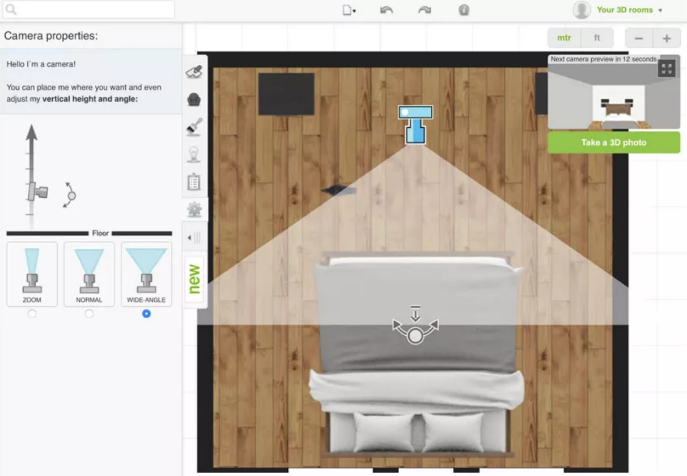 Your 3D rooms
Camera properties:
mtr
ft
Hello I`m a camera!
You can place me where you want and even
adjust my vertical height and angle:
Next camera preview in 12 seconds
Take a 3D photo
Floor
ZOOM
NORMAL
WIDE-ANGLE
new